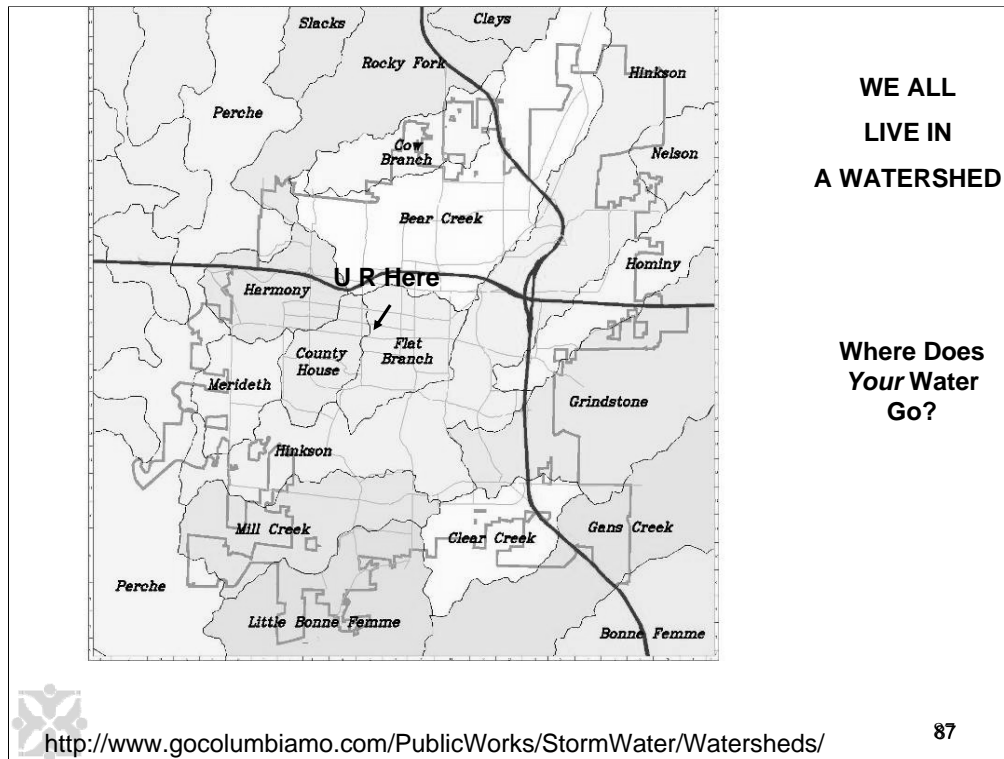 Slacks
Clays
Rocky Fork
Hinkson
Perche
Cow
Branch
Nelson
Bear Creek
Hominy
U R Here
Harmony
County
House
Flat
Branch
Merideth
Grindstone
Hinkson
Mill Creek
Clear Creek
Gans Creek
Perche
Little Bonne Femme
Bonne Femme
WE ALL
LIVE IN
A WATERSHED
Where Does
Your Water
Go?
http://www.gocolumbiamo.com/PublicWorks/StormWater/Watersheds/